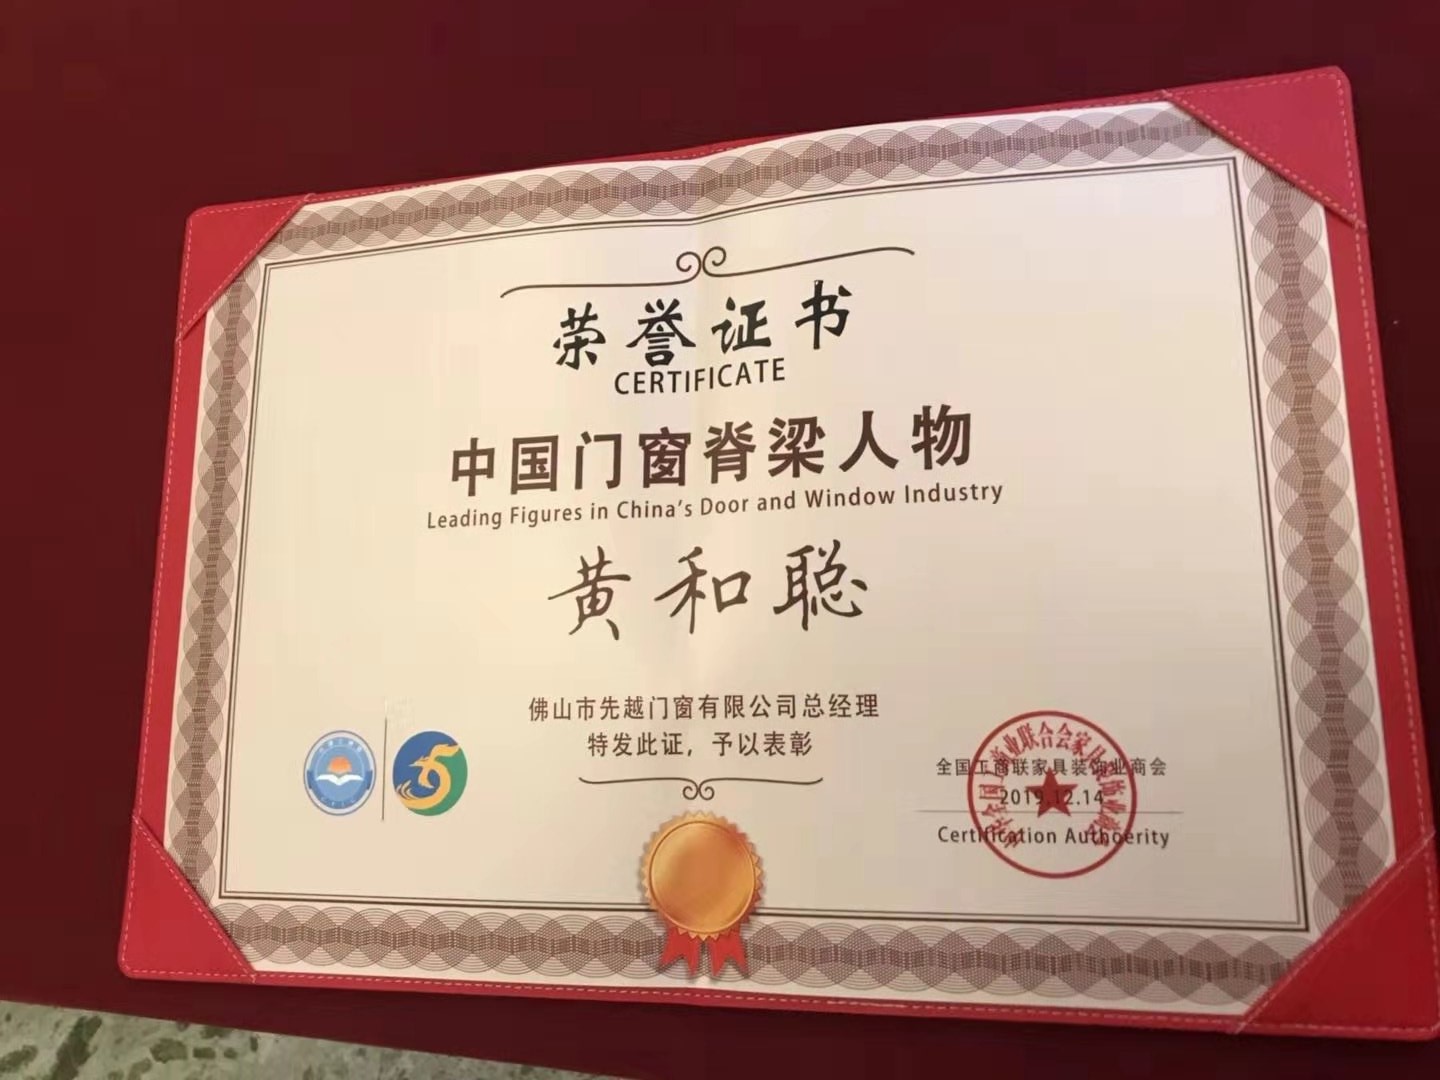 荣誉证书
CERTIFICATE
中国门窗脊梁人物
Leading Figures in China's Door and Window Industry
黄和聪
佛山市先越门窗有限公司总经理
特发此证，予以表彰
全国工商联家具装饰业商会
2019.12.14
Certification Authoerity